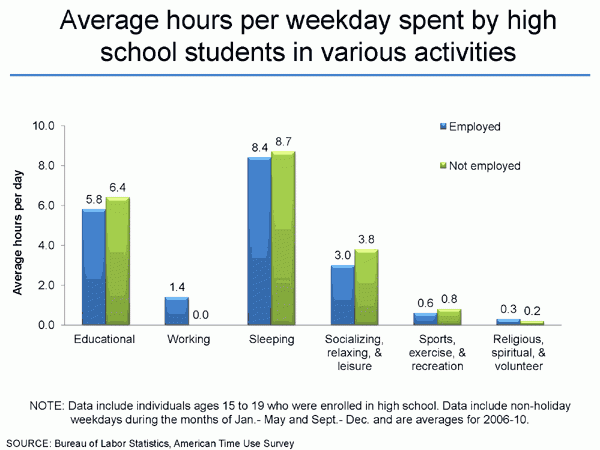 Average hours per weekday spent by high
school students in various activities
Average hours per day
10.0
8.0
6.0
4.0
2.0
0.0
Employed
Not employed
5.8
6.4
1.4
0.0
8.4
8.7
3.0
3.8
0.6
0.8
0.3
0.2
Educational
Working
Sleeping
Socializing,
relaxing, &
leisure
Sports,
exercise, &
recreation
Religious,
spiritual, &
volunteer
NOTE: Data include individuals ages 15 to 19 who were enrolled in high school. Data include non-holiday
weekdays during the months of Jan.- May and Sept.- Dec. and are averages for 2006-10.
SOURCE: Bureau of Labor Statistics, American Time Use Survey